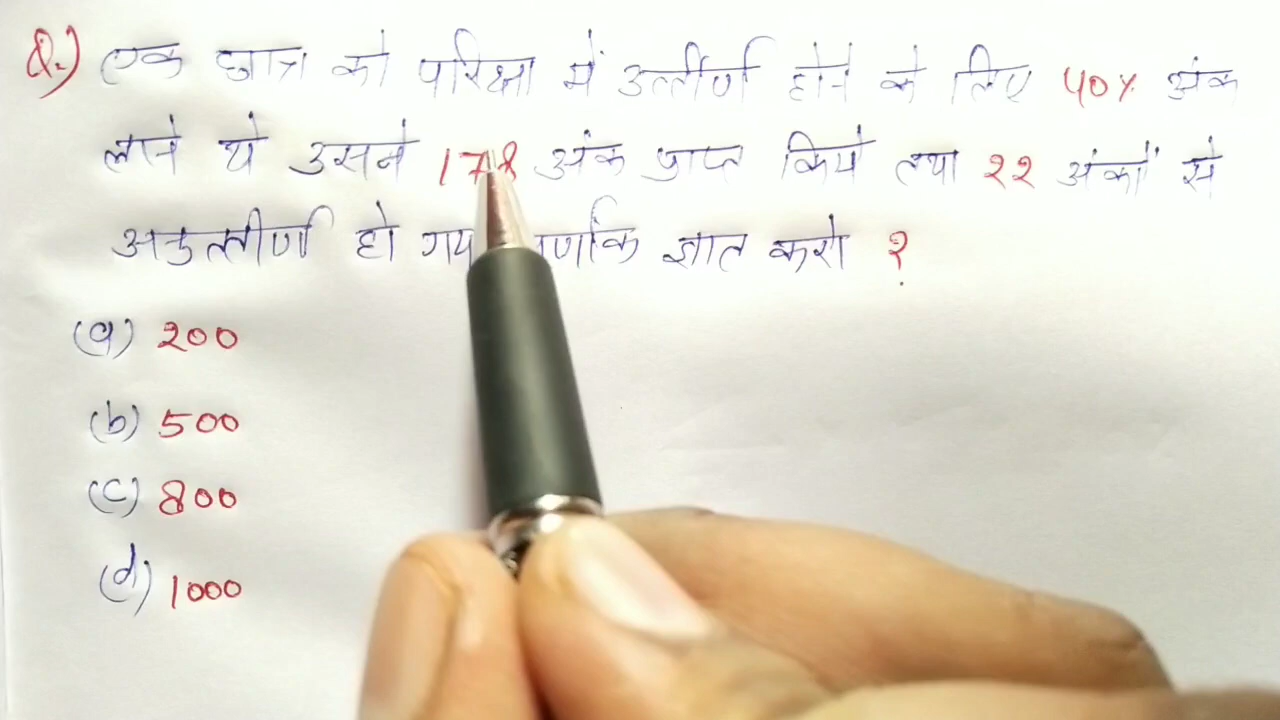 Q.) एक छात्र को परिक्षा में उत्तीर्ण होने के लिए 40% अंक
लाने थे उसने 178 अंक प्राप्त किये तथा 22 अंकों से
अनुत्तीर्ण हो ज्ञात करो ?
(a) 200
(b) 500
(c) 800
(d) 1000